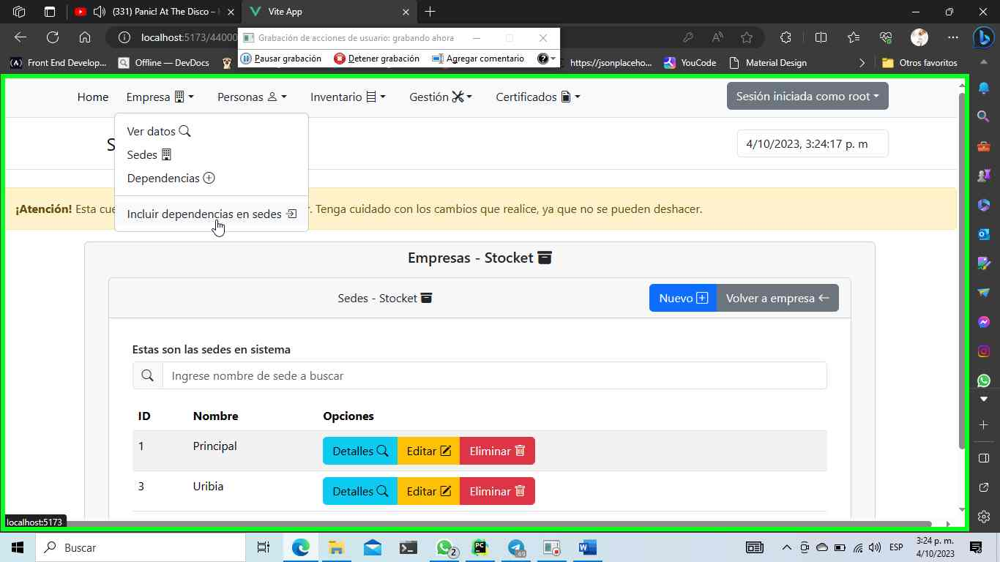 (331) Panic! At The Disco –
Vite App
localhost:5173/44000
Grabación de acciones de usuario: grabando ahora
Pausar grabación
Detener grabación
Agregar comentario
Front End Develop...
Offline — DevDocs
https://jsonplaceho...
YouCode
Material Design
Otros favoritos
Home
Empresa
Personas
Inventario
Gestión
Certificados
Sesión iniciada como root
Ver datos
Sedes
Dependencias
Incluir dependencias en sedes
S
4/10/2023, 3:24:17 p. m
¡Atención! Esta cue
. Tenga cuidado con los cambios que realice, ya que no se pueden deshacer.
Empresas - Stocket
Sedes - Stocket
Nuevo
Volver a empresa
Estas son las sedes en sistema
Ingrese nombre de sede a buscar
ID Nombre Opciones
1 Principal Detalles Editar Eliminar
3 Uribia Detalles Editar Eliminar
localhost:5173
Buscar
2
ESP
3:24 p. m.
4/10/2023